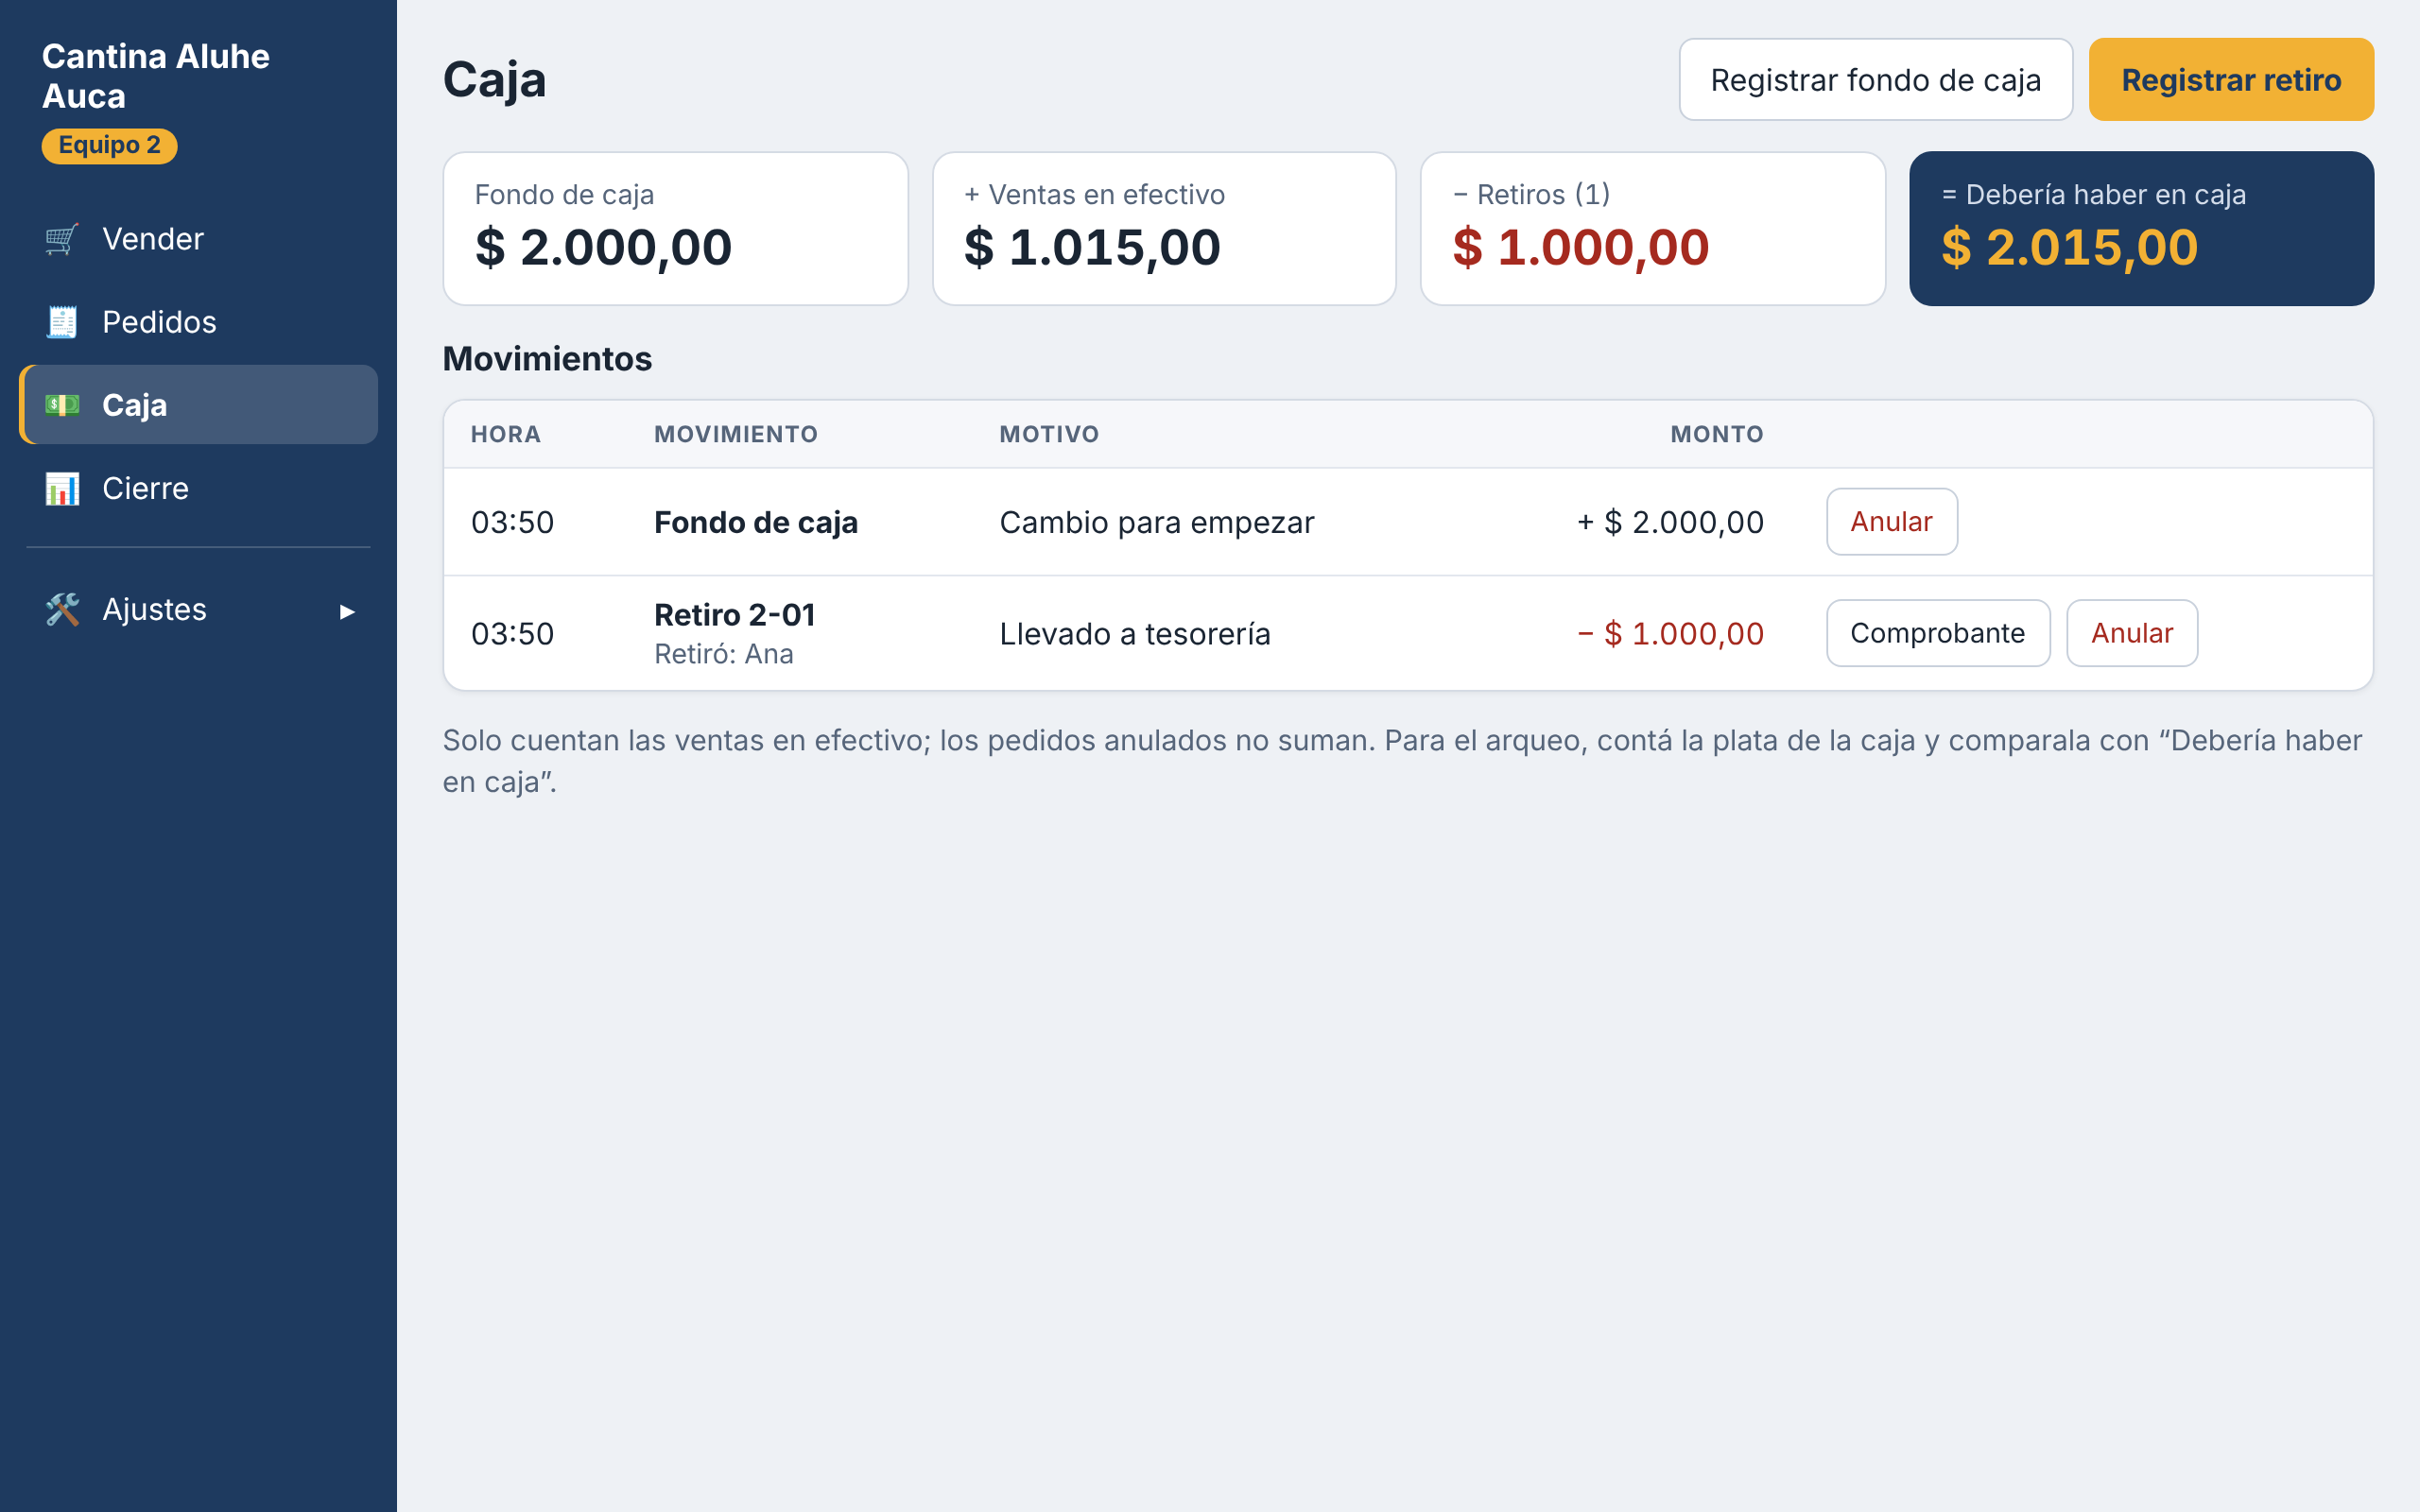 Cantina Aluhe
Auca
Equipo 2
Vender
Pedidos
Caja
Cierre
Ajustes
Caja
Registrar fondo de caja
Registrar retiro
Fondo de caja
$ 2.000,00
+ Ventas en efectivo
$ 1.015,00
− Retiros (1)
$ 1.000,00
= Debería haber en caja
$ 2.015,00
Movimientos
HORA MOVIMIENTO MOTIVO MONTO
03:50 Fondo de caja Cambio para empezar + $ 2.000,00 Anular
03:50 Retiro 2-01 Llevado a tesorería − $ 1.000,00 Comprobante Anular
Retiró: Ana
Solo cuentan las ventas en efectivo; los pedidos anulados no suman. Para el arqueo, contá la plata de la caja y comparala con “Debería haber
en caja”.